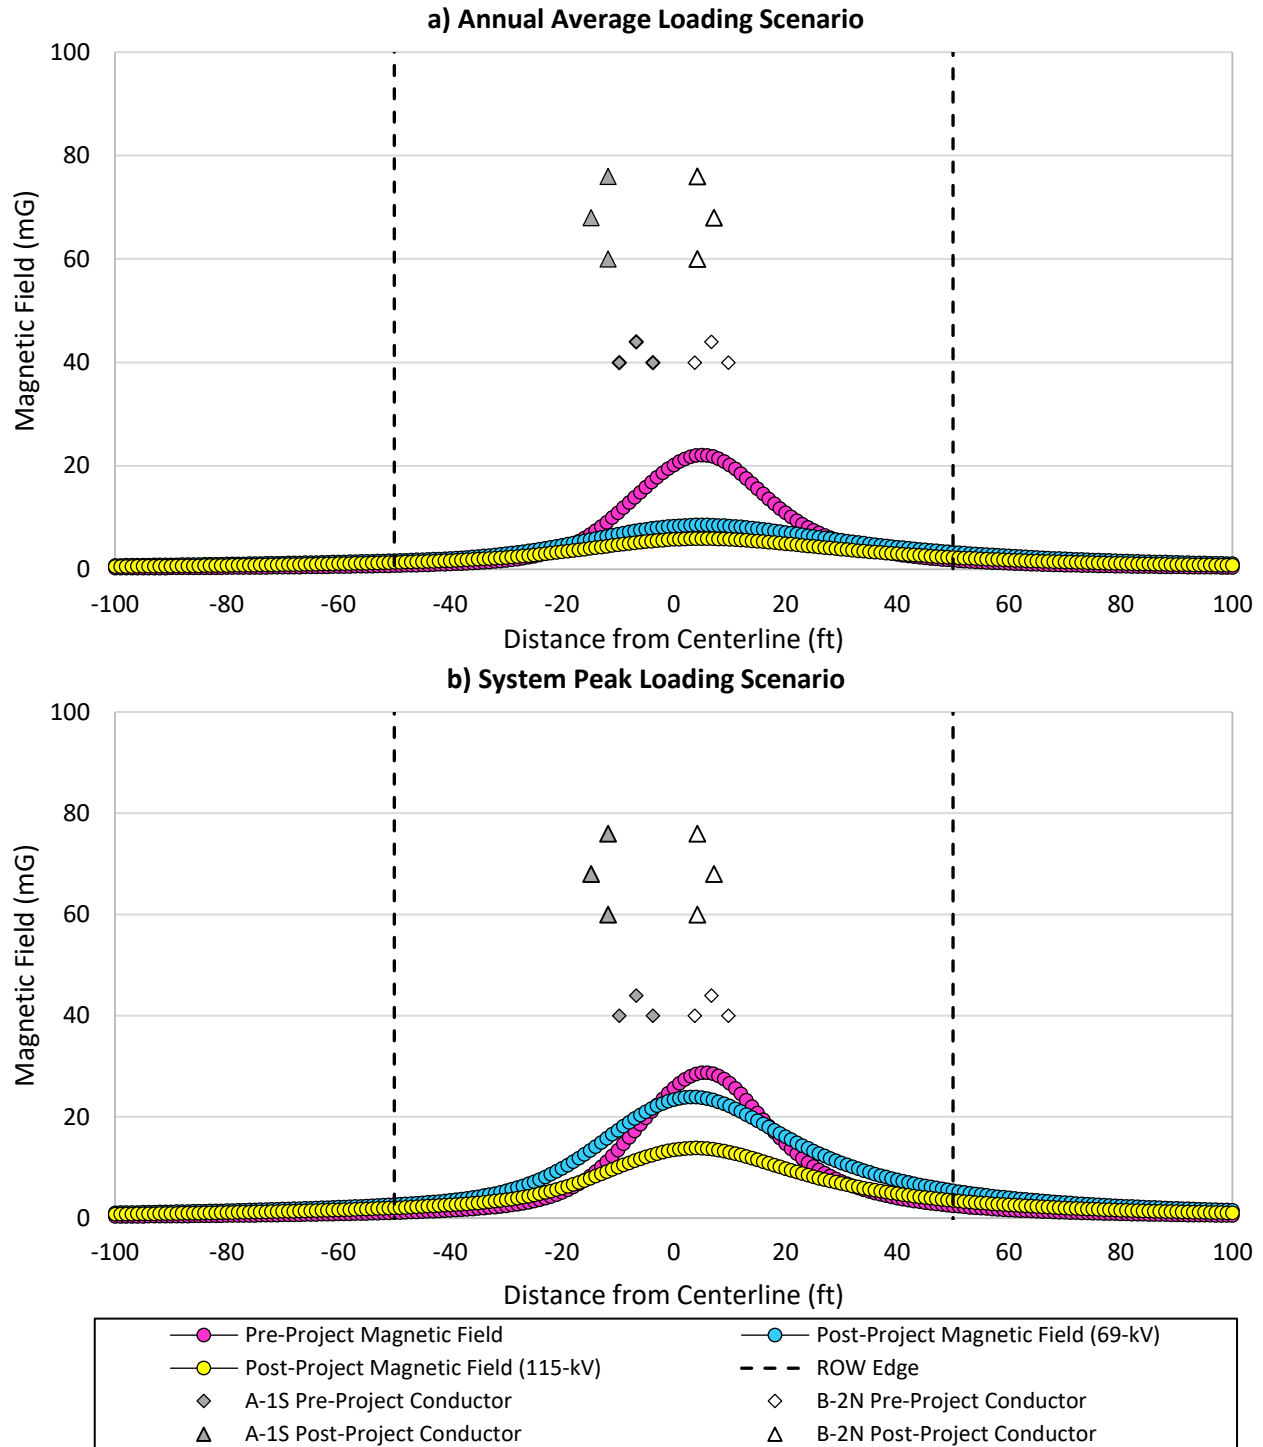 a) Annual Average Loading Scenario
100
80
60
40
20
0
Magnetic Field (mG)
-100 -80 -60 -40 -20 0 20 40 60 80 100
Distance from Centerline (ft)
b) System Peak Loading Scenario
100
80
60
40
20
0
Magnetic Field (mG)
-100 -80 -60 -40 -20 0 20 40 60 80 100
Distance from Centerline (ft)
Pre-Project Magnetic Field Post-Project Magnetic Field (69-kV)
Post-Project Magnetic Field (115-kV) ROW Edge
A-1S Pre-Project Conductor B-2N Pre-Project Conductor
A-1S Post-Project Conductor B-2N Post-Project Conductor